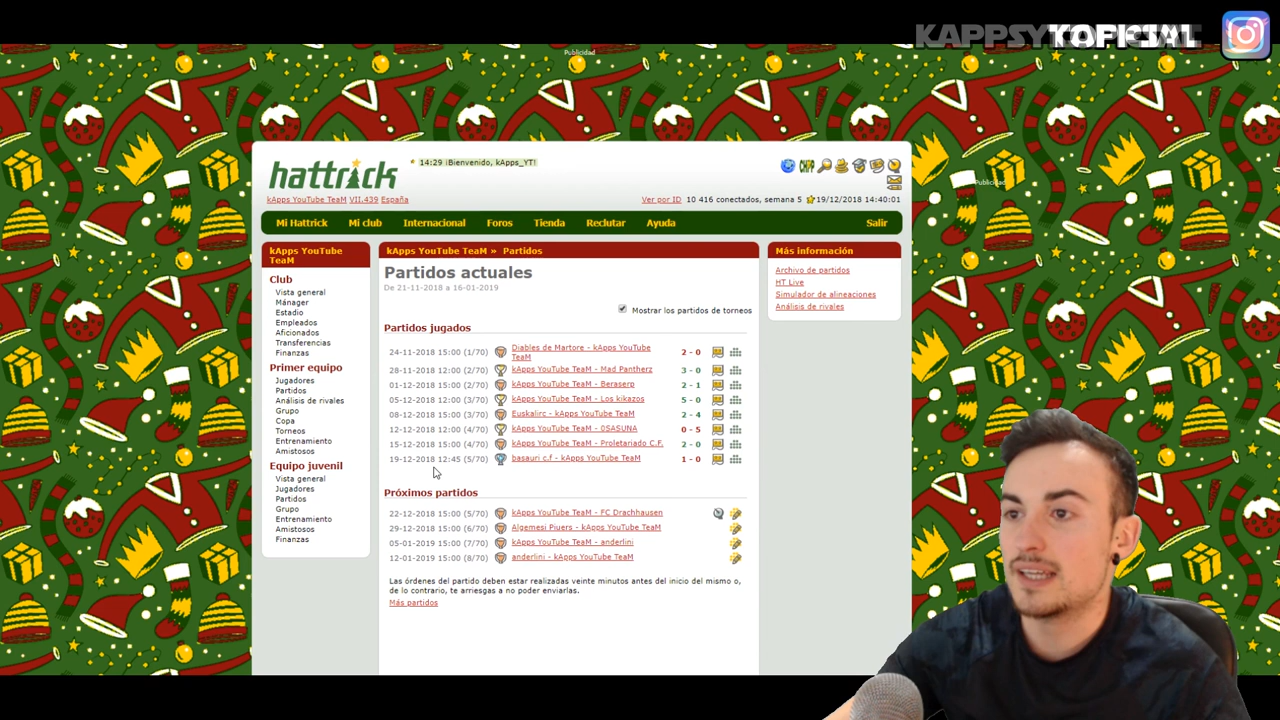 KAPPSYTOFICIAL
Publicidad
hattrick
14:29 ¡Bienvenido, kApps_YT!
CHPP
Publicidad
kApps YouTube TeaM VII.439 España
Ver por ID 10 416 conectados, semana 5 19/12/2018 14:40:01
Mi Hattrick Mi club Internacional Foros Tienda Reclutar Ayuda Salir
kApps YouTube
TeaM
Club
Vista general
Mánager
Estadio
Empleados
Aficionados
Transferencias
Finanzas
Primer equipo
Jugadores
Partidos
Análisis de rivales
Grupo
Copa
Torneos
Entrenamiento
Amistosos
Equipo juvenil
Vista general
Jugadores
Partidos
Grupo
Entrenamiento
Amistosos
Finanzas
kApps YouTube TeaM » Partidos
Partidos actuales
De 21-11-2018 a 16-01-2019
Mostrar los partidos de torneo
Partidos jugados
24-11-2018 15:00 (1/70) Diables de Martore - kApps YouTube
TeaM 2 - 0
28-11-2018 12:00 (2/70) kApps YouTube TeaM - Mad Pantherz 3 - 0
01-12-2018 15:00 (2/70) kApps YouTube TeaM - Beraserp 2 - 1
05-12-2018 12:00 (3/70) kApps YouTube TeaM - Los kikazos 5 - 0
08-12-2018 15:00 (3/70) Euskalirc - kApps YouTube TeaM 2 - 4
12-12-2018 12:00 (4/70) kApps YouTube TeaM - OSASUNA 0 - 5
15-12-2018 15:00 (4/70) kApps YouTube TeaM - Proletariado C.F. 2 - 0
19-12-2018 12:45 (5/70) basauri c.f - kApps YouTube TeaM 1 - 0
Próximos partidos
22-12-2018 15:00 (5/70) kApps YouTube TeaM - FC Drachhausen
29-12-2018 15:00 (6/70) Algemesi Piuers - kApps YouTube TeaM
05-01-2019 15:00 (7/70) kApps YouTube TeaM - anderlini
12-01-2019 15:00 (8/70) anderlini - kApps YouTube TeaM
Las órdenes del partido deben estar realizadas veinte minutos antes del inicio del mismo o,
de lo contrario, te arriesgas a no poder enviarlas.
Más partidos
Más información
Archivo de partidos
HT Live
Simulador de alineaciones
Análisis de rivales